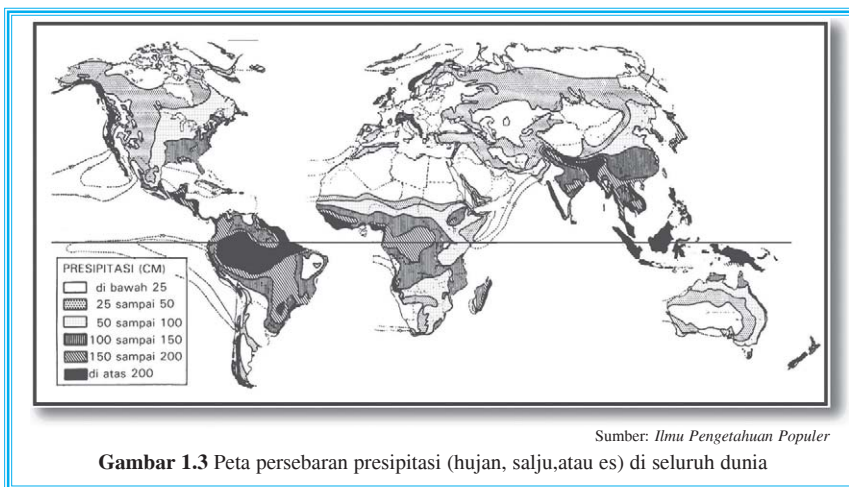 PRESIPITASI (CM)
di bawah 25
25 sampai 50
50 sampai 100
100 sampai 150
150 sampai 200
di atas 200
Sumber: Ilmu Pengetahuan Populer
Gambar 1.3 Peta persebaran presipitasi (hujan, salju,atau es) di seluruh dunia